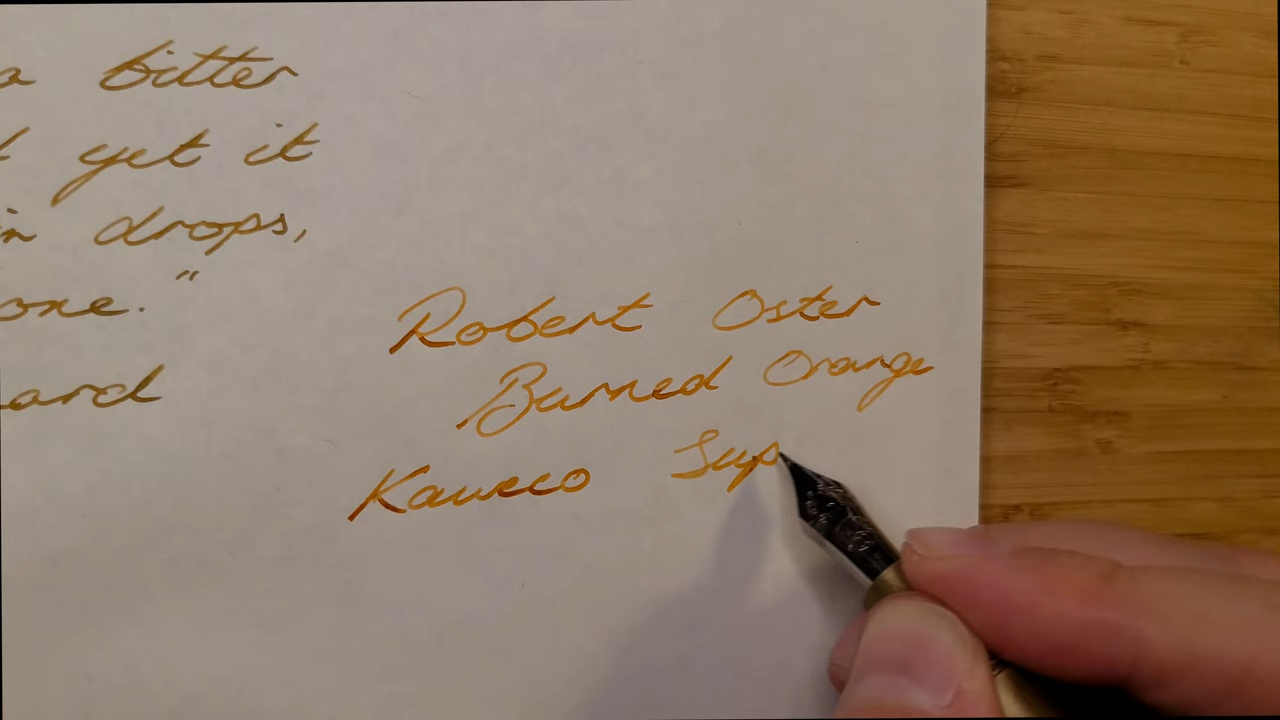 a bitter
yet it
in drops,
one."
ard
Robert Oster
Burned Orange
Kaweco Sup